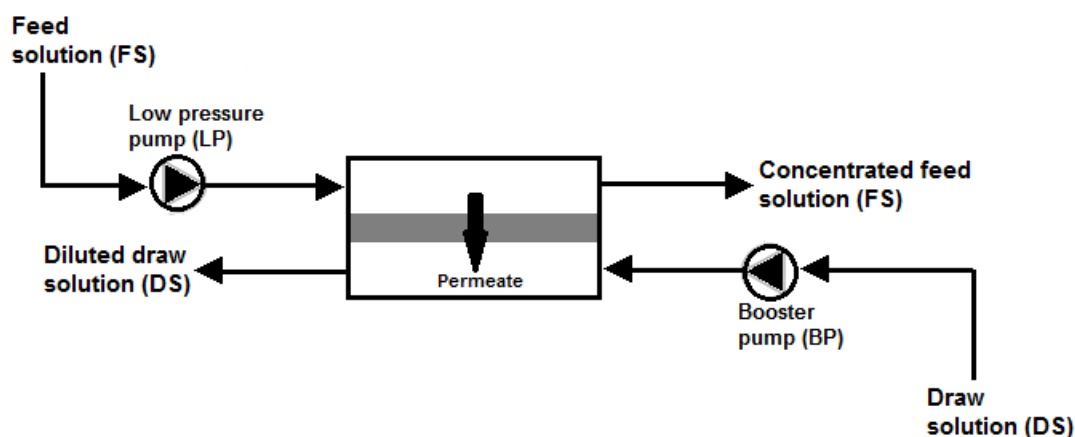 Feed
solution (FS)
Low pressure
pump (LP)
Concentrated feed
solution (FS)
Diluted draw
solution (DS)
Permeate
Booster
pump (BP)
Draw
solution (DS)